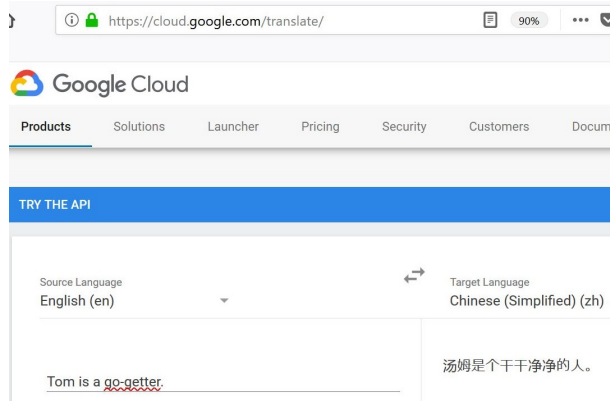 https://cloud.google.com/translate/ 90%
Google Cloud
Products Solutions Launcher Pricing Security Customers Docum
TRY THE API
Source Language Target Language
English (en) Chinese (Simplified) (zh)
汤姆是个干干净净的人。
Tom is a go-getter.